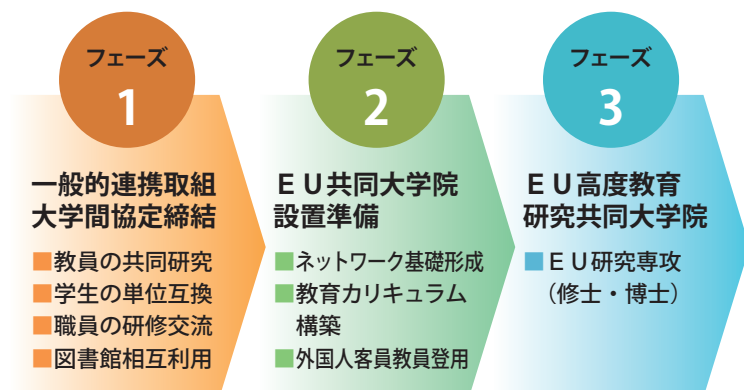 フェーズ
1
一般的連携取組
大学間協定締結
■教員の共同研究
■学生の単位互換
■職員の研修交流
■図書館相互利用
フェーズ
2
ＥＵ共同大学院
設置準備
■ネットワーク基礎形成
■教育カリキュラム
構築
■外国人客員教員登用
フェーズ
3
ＥＵ高度教育
研究共同大学院
■ＥＵ研究専攻
（修士・博士）